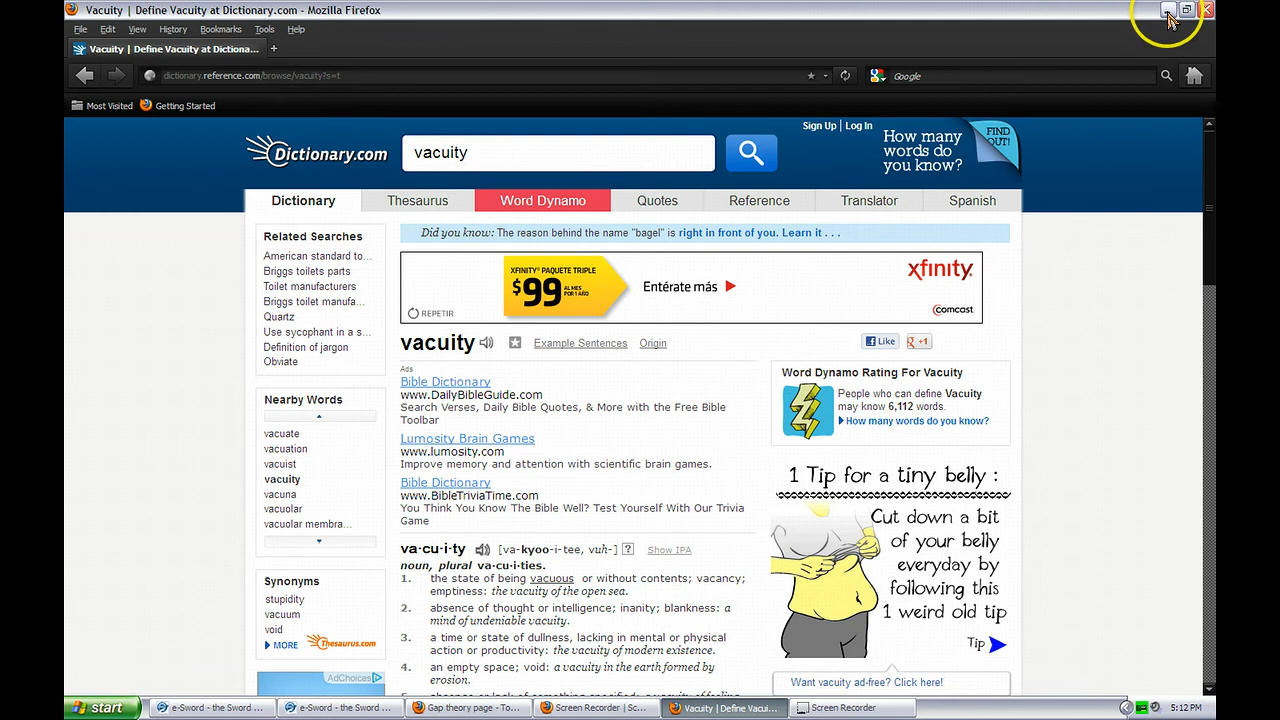 Vacuity | Define Vacuity at Dictionary.com - Mozilla Firefox
File Edit View History Bookmarks Tools Help
Vacuity | Define Vacuity at Dictiona... +
dictionary.reference.com/browse/vacuity?s=t
Google
Most Visited Getting Started
Sign Up | Log In
Dictionary.com
vacuity
How many
words do
you know?
FIND
OUT!
Dictionary Thesaurus Word Dynamo Quotes Reference Translator Spanish
Related Searches
American standard to...
Briggs toilets parts
Toilet manufacturers
Briggs toilet manufa...
Quartz
Use sycophant in a s...
Definition of jargon
Obviate
Nearby Words
vacuate
vacuation
vacuist
vacuity
vacuna
vacuolar
vacuolar membra...
Synonyms
stupidity
vacuum
void
MORE
Thesaurus.com
AdChoices
Did you know: The reason behind the name "bagel" is right in front of you. Learn it . . .
XFINITY® PAQUETE TRIPLE
$99 AL MES
POR 1 AÑO
Entérate más
REPETIR
xfinity
comcast
vacuity Example Sentences Origin
Like
+1
Ads
Bible Dictionary
www.DailyBibleGuide.com
Search Verses, Daily Bible Quotes, & More with the Free Bible
Toolbar
Lumosity Brain Games
www.lumosity.com
Improve memory and attention with scientific brain games.
Bible Dictionary
www.BibleTriviaTime.com
You Think You Know The Bible Well? Test Yourself With Our Trivia
Game
va·cu·i·ty [va-kyoo-i-tee, vuh-] ? Show IPA
noun, plural va·cu·i·ties.
1. the state of being vacuous or without contents; vacancy;
emptiness: the vacuity of the open sea.
2. absence of thought or intelligence; inanity; blankness: a
mind of undeniable vacuity.
3. a time or state of dullness, lacking in mental or physical
action or productivity: the vacuity of modern existence.
4. an empty space; void: a vacuity in the earth formed by
erosion.
Word Dynamo Rating For Vacuity
People who can define Vacuity
may know 6,112 words.
How many words do you know?
1 Tip for a tiny belly :
Cut down a bit
of your belly
everyday by
following this
1 weird old tip
Tip
Want vacuity ad-free? Click here!
start
e-Sword - the Sword ...
e-Sword - the Sword ...
Gap theory page - T...
Screen Recorder | Sc...
Vacuity | Define Vacui...
Screen Recorder
5:12 PM